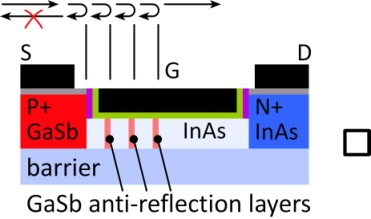 S
D
G
P+
N+
GaSb
InAs
InAs
barrier
GaSb anti-reflection layers